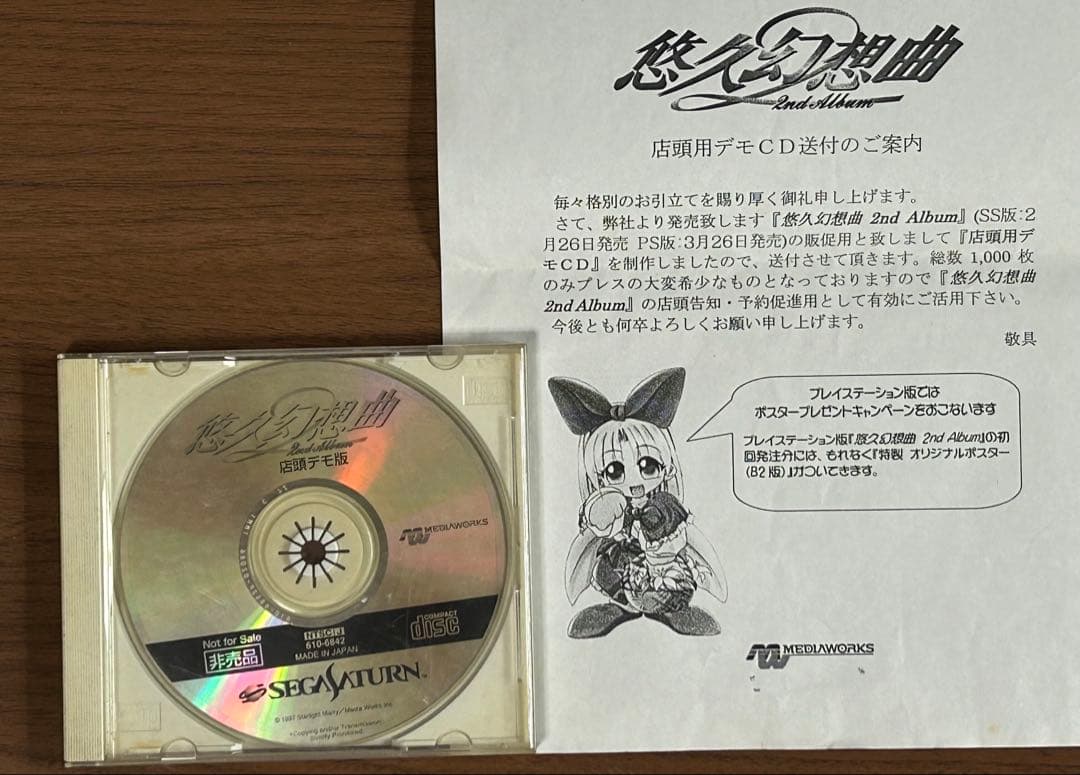 悠久幻想曲
2nd Album
店頭用デモCD送付のご案内
毎々格別のお引立てを賜り厚く御礼申し上げます。
さて、弊社より発売致します『悠久幻想曲 2nd Album』(SS版:2
月26日発売 PS版:3月26日発売)の販促用と致しまして『店頭用デ
モCD』を制作しましたので、送付させて頂きます。総数 1,000 枚
のみプレスの大変希少なものとなっておりますので『悠久幻想曲
2nd Album』の店頭告知・予約促進用として有効にご活用下さい。
今後とも何卒よろしくお願い申し上げます。
敬具
プレイステーション版では
ポスタープレゼントキャンペーンをおこないます
プレイステーション版『悠久幻想曲 2nd Album』の初
回発注分には、もれなく『特製 オリジナルポスター
(B2版)』がついてきます。
MEDIAWORKS
悠久幻想曲
2nd Album
店頭デモ版
MEDIAWORKS
Not for Sale
非売品
NTSC/J
610-6642
MADE IN JAPAN
COMPACT
disc
SEGA SATURN™
© 1997 Starlight Marry／Media Works Inc.
*Copying and/or Transmission
Strictly Prohibited.